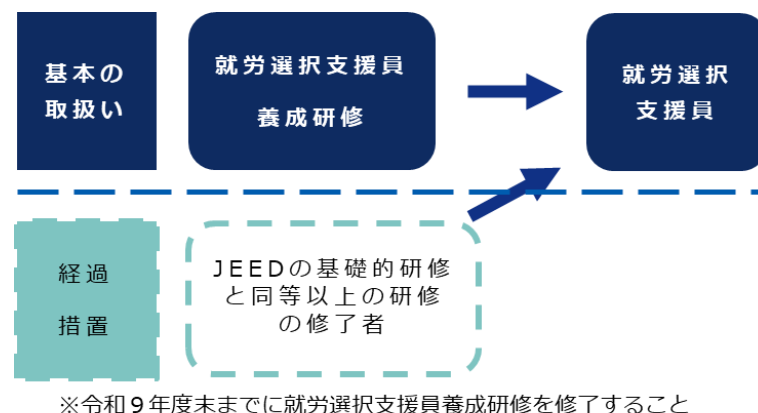 基本の
取扱い
就労選択支援員
養成研修
就労選択
支援員
経過
措置
JEEDの基礎的研修
と同等以上の研修
の修了者
※令和９年度末までに就労選択支援員養成研修を修了すること